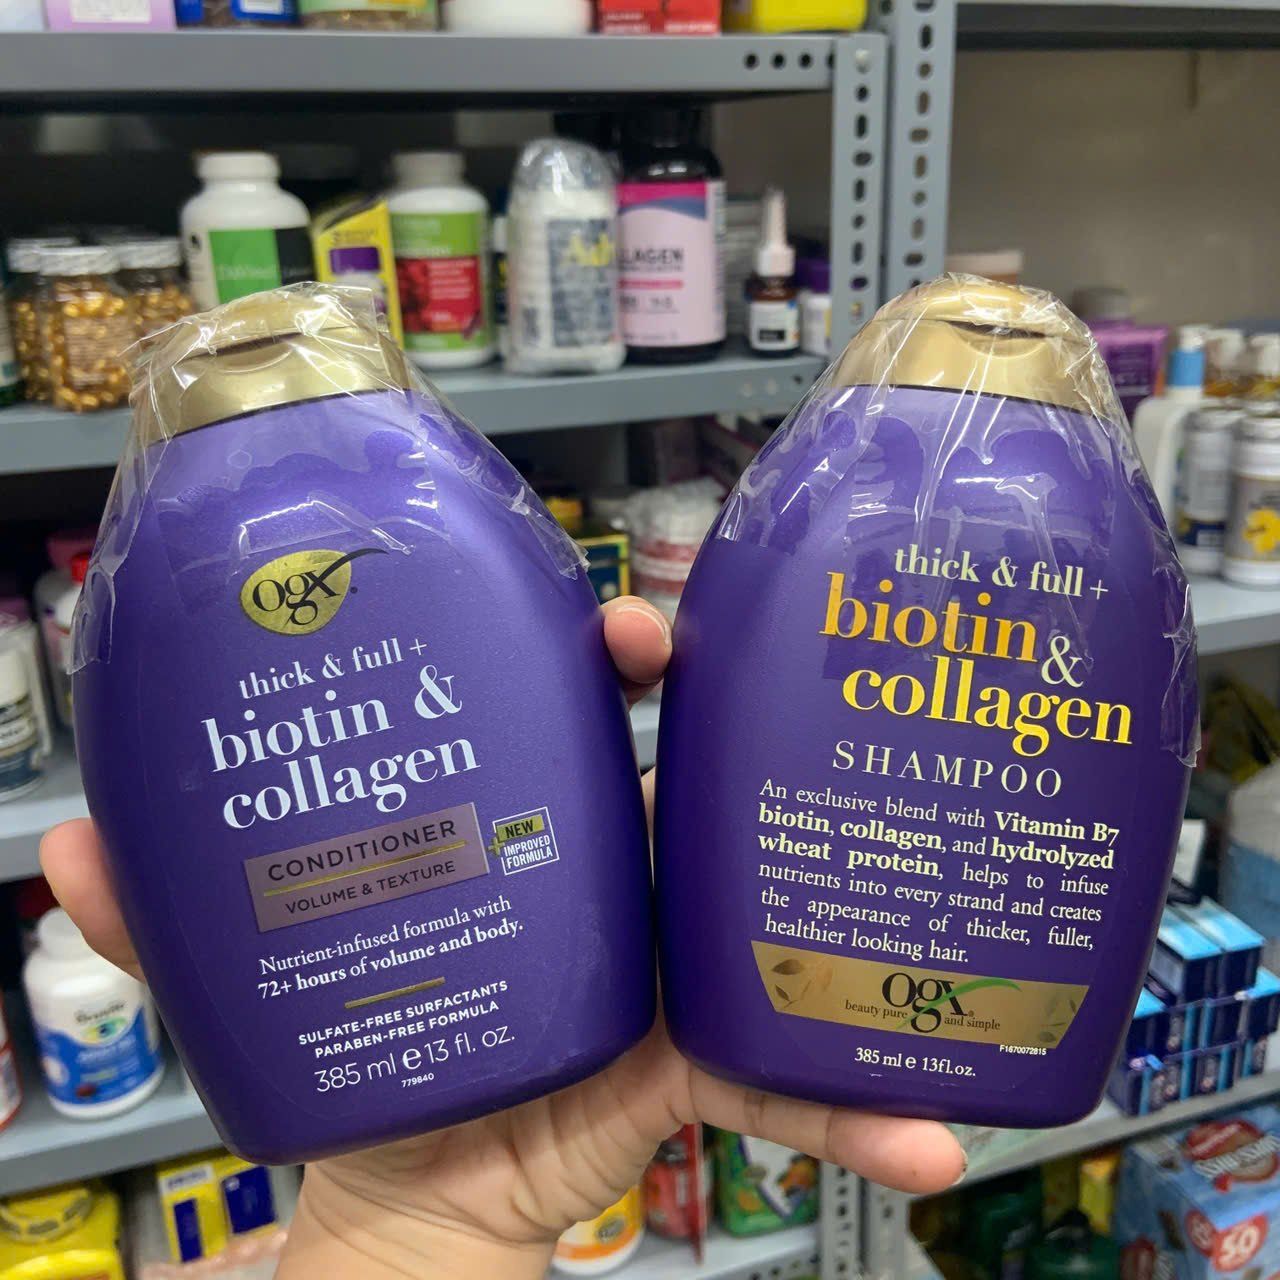 ogx
thick & full +
biotin &
collagen
CONDITIONER
VOLUME & TEXTURE
+ NEW
IMPROVED
FORMULA
Nutrient-infused formula with
72+ hours of volume and body.
SULFATE-FREE SURFACTANTS
PARABEN-FREE FORMULA
385 ml e 13 fl. oz.
779840
thick & full +
biotin &
collagen
SHAMPOO
An exclusive blend with Vitamin B7
biotin, collagen, and hydrolyzed
wheat protein, helps to infuse
nutrients into every strand and creates
the appearance of thicker, fuller,
healthier looking hair.
ogx
beauty pure and simple
F1670072815
385 ml e 13fl.oz.
DaVinci
LLAGEN
50